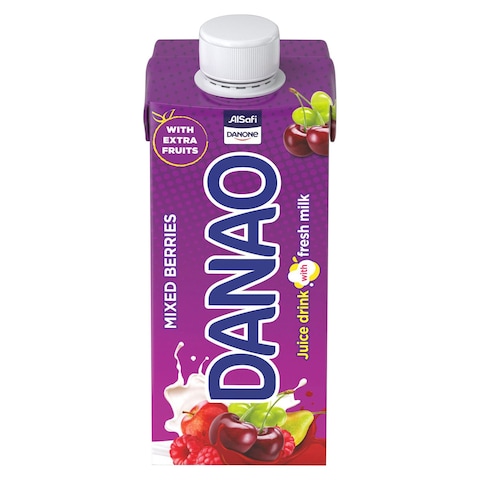 AlSafi
DANONE
WITH
EXTRA
FRUITS
DANAO
MIXED BERRIES
Juice drink with fresh milk